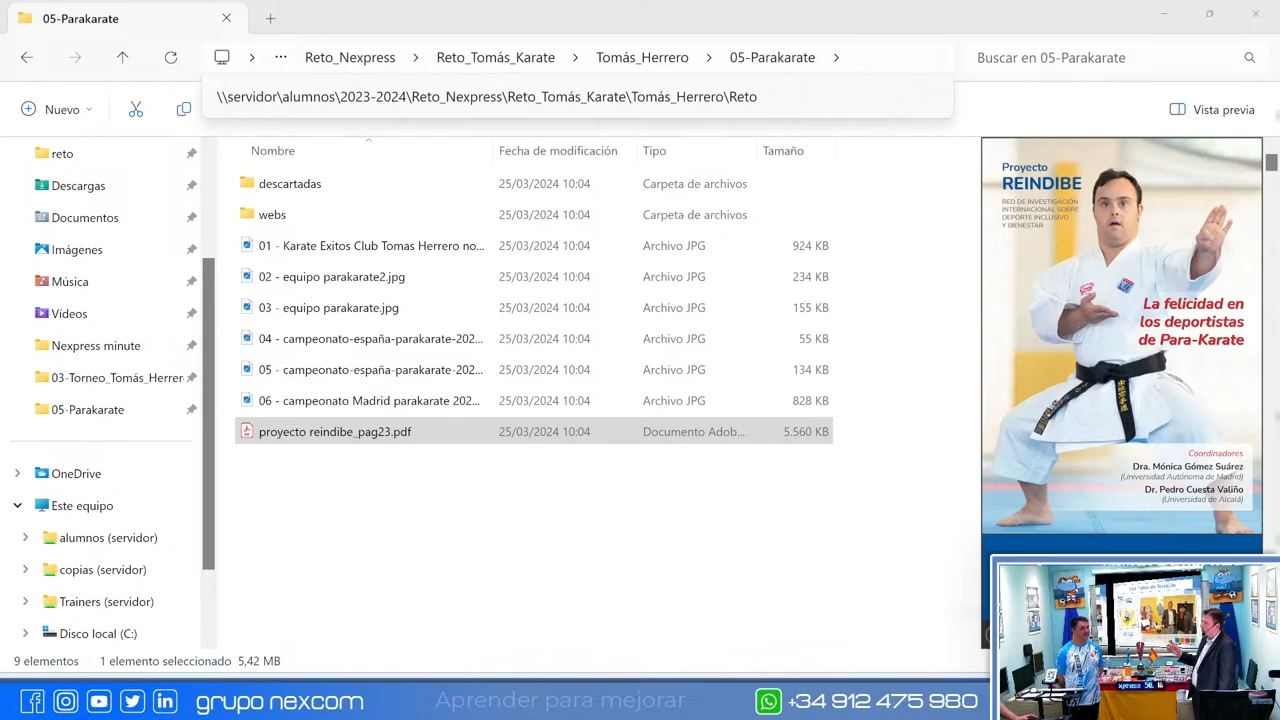 05-Parakarate
Reto_Nexpress
Reto_Tomás_Karate
Tomás_Herrero
05-Parakarate
Buscar en 05-Parakarate
\\servidor\alumnos\2023-2024\Reto_Nexpress\Reto_Tomás_Karate\Tomás_Herrero\Reto
Nuevo
Vista previa
Nombre
Fecha de modificación
Tipo
Tamaño
reto
Descargas
Documentos
Imágenes
Música
Vídeos
Nexpress minute
03-Torneo_Tomás_Herrer
05-Parakarate
OneDrive
Este equipo
alumnos (servidor)
copias (servidor)
Trainers (servidor)
Disco local (C:)
descartadas 25/03/2024 10:04 Carpeta de archivos
webs 25/03/2024 10:04 Carpeta de archivos
01 - Karate Exitos Club Tomas Herrero no... 25/03/2024 10:04 Archivo JPG 924 KB
02 - equipo parakarate2.jpg 25/03/2024 10:04 Archivo JPG 234 KB
03 - equipo parakarate.jpg 25/03/2024 10:04 Archivo JPG 155 KB
04 - campeonato-españa-parakarate-202... 25/03/2024 10:04 Archivo JPG 55 KB
05 - campeonato-españa-parakarate-202... 25/03/2024 10:04 Archivo JPG 134 KB
06 - campeonato Madrid parakarate 202... 25/03/2024 10:04 Archivo JPG 828 KB
proyecto reindibe_pag23.pdf 25/03/2024 10:04 Documento Adob... 5.560 KB
Proyecto
REINDIBE
RED DE INVESTIGACIÓN
INTERNACIONAL SOBRE
DEPORTE INCLUSIVO
Y BIENESTAR
La felicidad en
los deportistas
de Para-Karate
Coordinadores
Dra. Mónica Gómez Suárez
(Universidad Autónoma de Madrid)
Dr. Pedro Cuesta Valiño
(Universidad de Alcalá)
9 elementos
1 elemento seleccionado 5,42 MB
grupo nexcom
Aprender para mejorar
+34 912 475 980